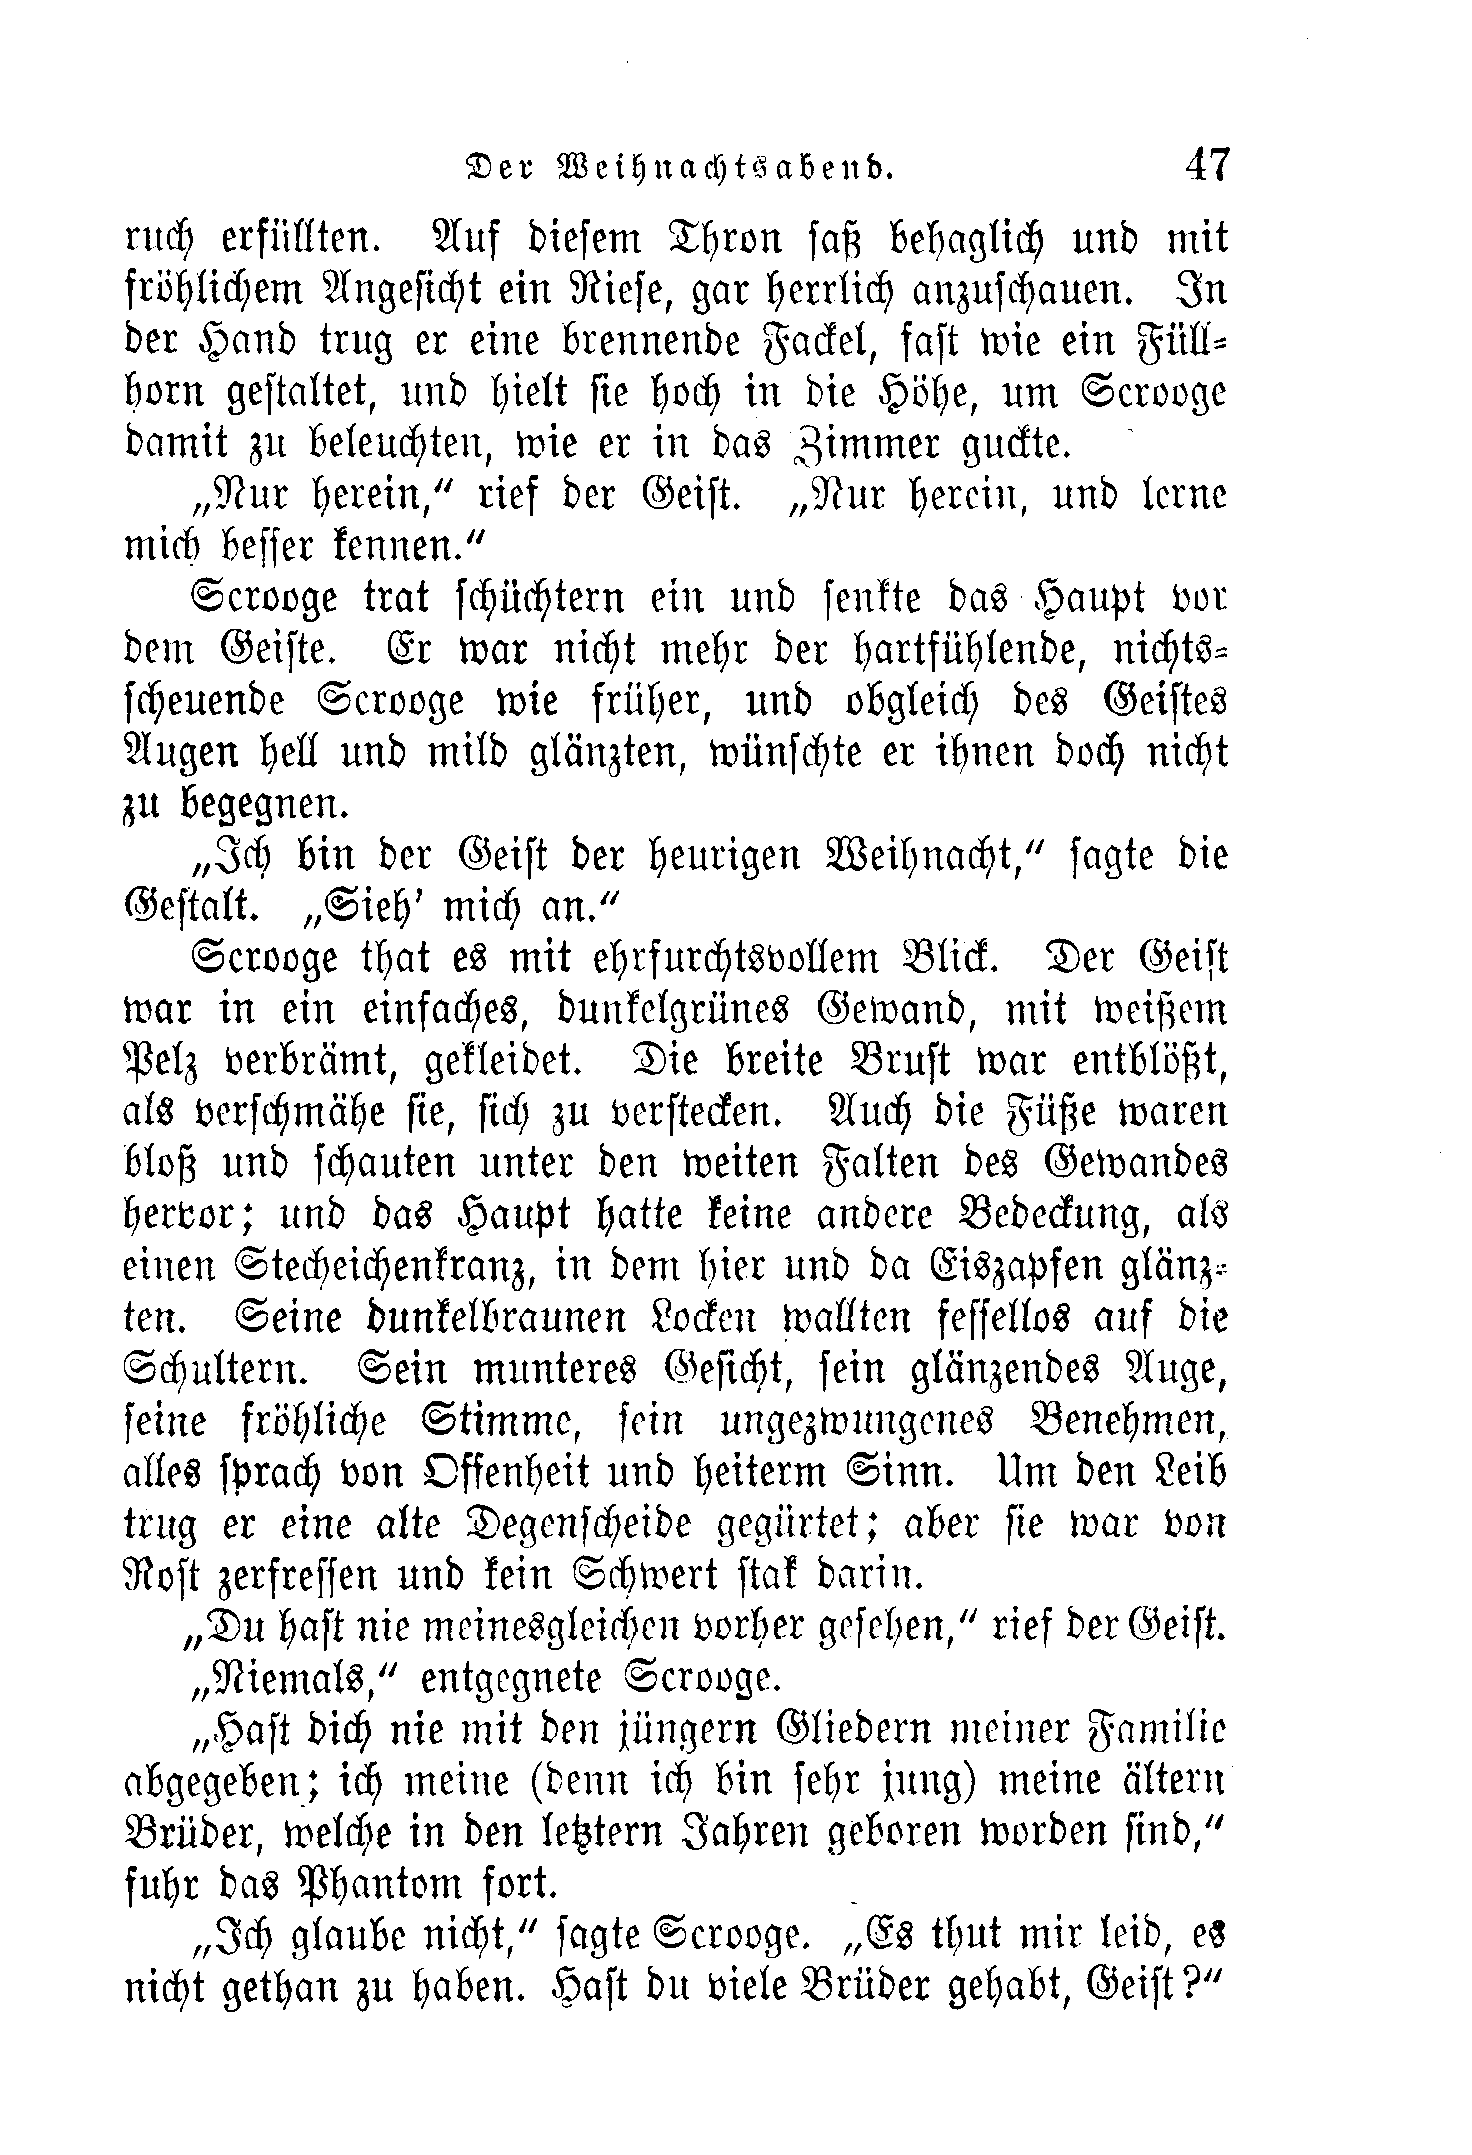 Der Weihnachtsabend. 47
ruch erfüllten. Auf dieſem Thron ſaß behaglich und mit
fröhlichem Angeſicht ein Rieſe, gar herrlich anzuſchauen. In
der Hand trug er eine brennende Fackel, faſt wie ein Füll-
horn geſtaltet, und hielt ſie hoch in die Höhe, um Scrooge
damit zu beleuchten, wie er in das Zimmer guckte.
„Nur herein,“ rief der Geiſt. „Nur herein, und lerne
mich beſſer kennen.“
Scrooge trat ſchüchtern ein und ſenkte das Haupt vor
dem Geiſte. Er war nicht mehr der hartfühlende, nichts-
ſcheuende Scrooge wie früher, und obgleich des Geiſtes
Augen hell und mild glänzten, wünſchte er ihnen doch nicht
zu begegnen.
„Ich bin der Geiſt der heurigen Weihnacht,“ ſagte die
Geſtalt. „Sieh' mich an.“
Scrooge that es mit ehrfurchtsvollem Blick. Der Geiſt
war in ein einfaches, dunkelgrünes Gewand, mit weißem
Pelz verbrämt, gekleidet. Die breite Bruſt war entblößt,
als verſchmähe ſie, ſich zu verſtecken. Auch die Füße waren
bloß und ſchauten unter den weiten Falten des Gewandes
hervor; und das Haupt hatte keine andere Bedeckung, als
einen Stecheichenkranz, in dem hier und da Eiszapfen glänz-
ten. Seine dunkelbraunen Locken wallten feſſellos auf die
Schultern. Sein munteres Geſicht, ſein glänzendes Auge,
ſeine fröhliche Stimme, ſein ungezwungenes Benehmen,
alles ſprach von Offenheit und heiterm Sinn. Um den Leib
trug er eine alte Degenſcheide gegürtet; aber ſie war von
Roſt zerfreſſen und kein Schwert ſtak darin.
„Du haſt nie meinesgleichen vorher geſehen,“ rief der Geiſt.
„Niemals,“ entgegnete Scrooge.
„Haſt dich nie mit den jüngern Gliedern meiner Familie
abgegeben; ich meine (denn ich bin ſehr jung) meine ältern
Brüder, welche in den letztern Jahren geboren worden ſind,“
fuhr das Phantom fort.
„Ich glaube nicht,“ ſagte Scrooge. „Es thut mir leid, es
nicht gethan zu haben. Haſt du viele Brüder gehabt, Geiſt?“